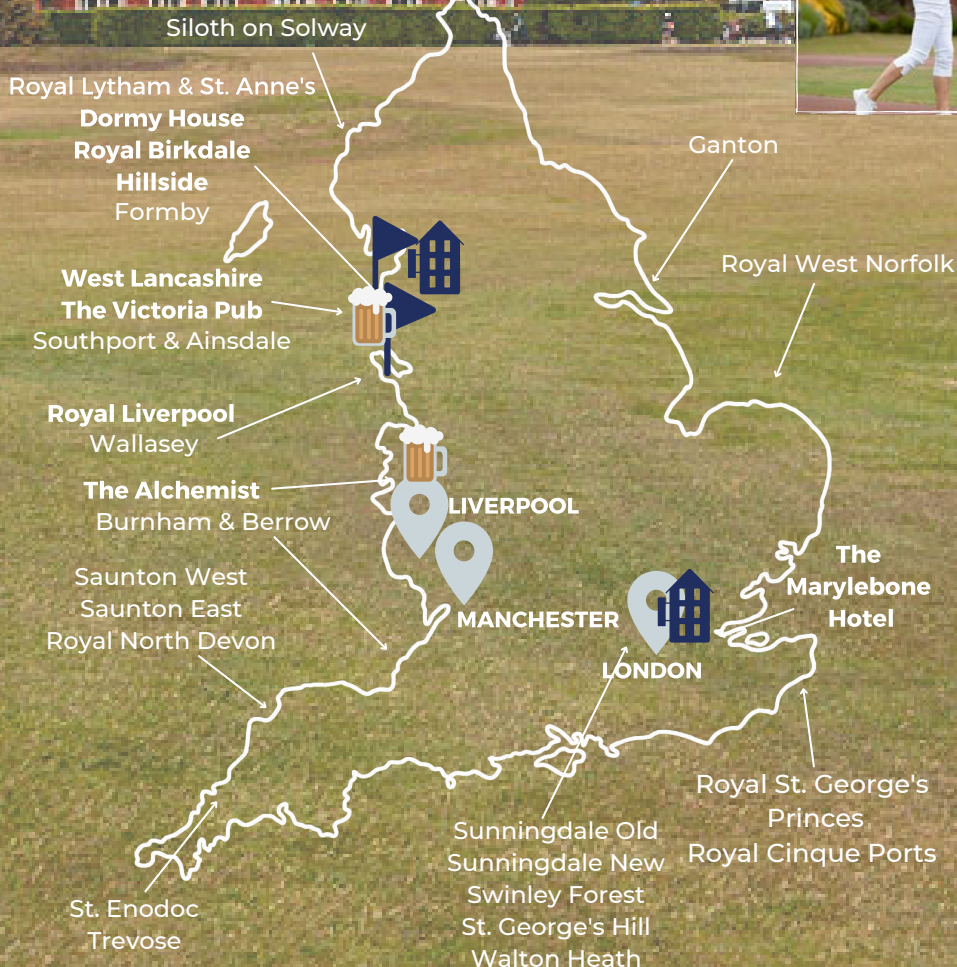 Siloth on Solway
Royal Lytham & St. Anne's
Dormy House
Royal Birkdale
Hillside
Formby
Ganton
Royal West Norfolk
West Lancashire
The Victoria Pub
Southport & Ainsdale
Royal Liverpool
Wallasey
The Alchemist
Burnham & Berrow
LIVERPOOL
Saunton West
Saunton East
Royal North Devon
MANCHESTER
The
Marylebone
Hotel
LONDON
Royal St. George's
Princes
Royal Cinque Ports
Sunningdale Old
Sunningdale New
Swinley Forest
St. George's Hill
Walton Heath
St. Enodoc
Trevose